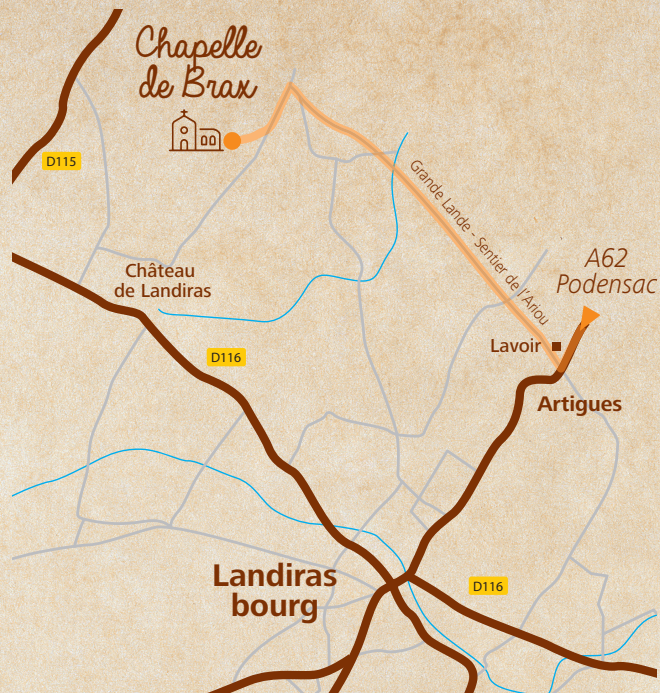 Chapelle
de Brax
D115
Grande Lande - Sentier de l'Ariou
A62
Podensac
Château
de Landiras
Lavoir
D116
Artigues
Landiras
bourg
D116